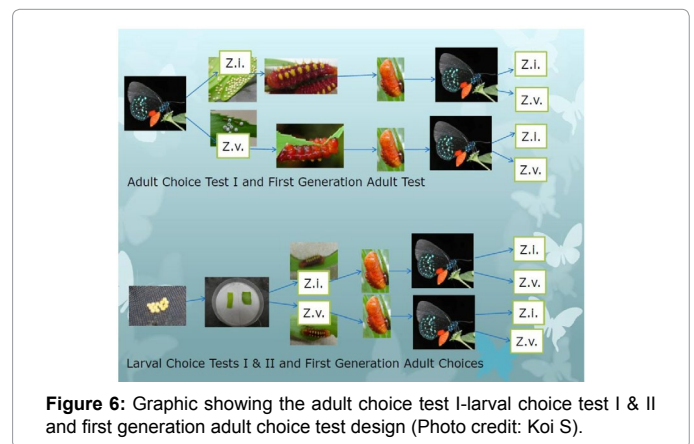 Z.i.
Z.i.
Z.v.
Z.v.
Z.i.
Z.v.
Adult Choice Test I and First Generation Adult Test
Z.i.
Z.i.
Z.v.
Z.v.
Z.i.
Z.v.
Larval Choice Tests I & II and First Generation Adult Choices
Figure 6: Graphic showing the adult choice test I-larval choice test I & II
and first generation adult choice test design (Photo credit: Koi S).